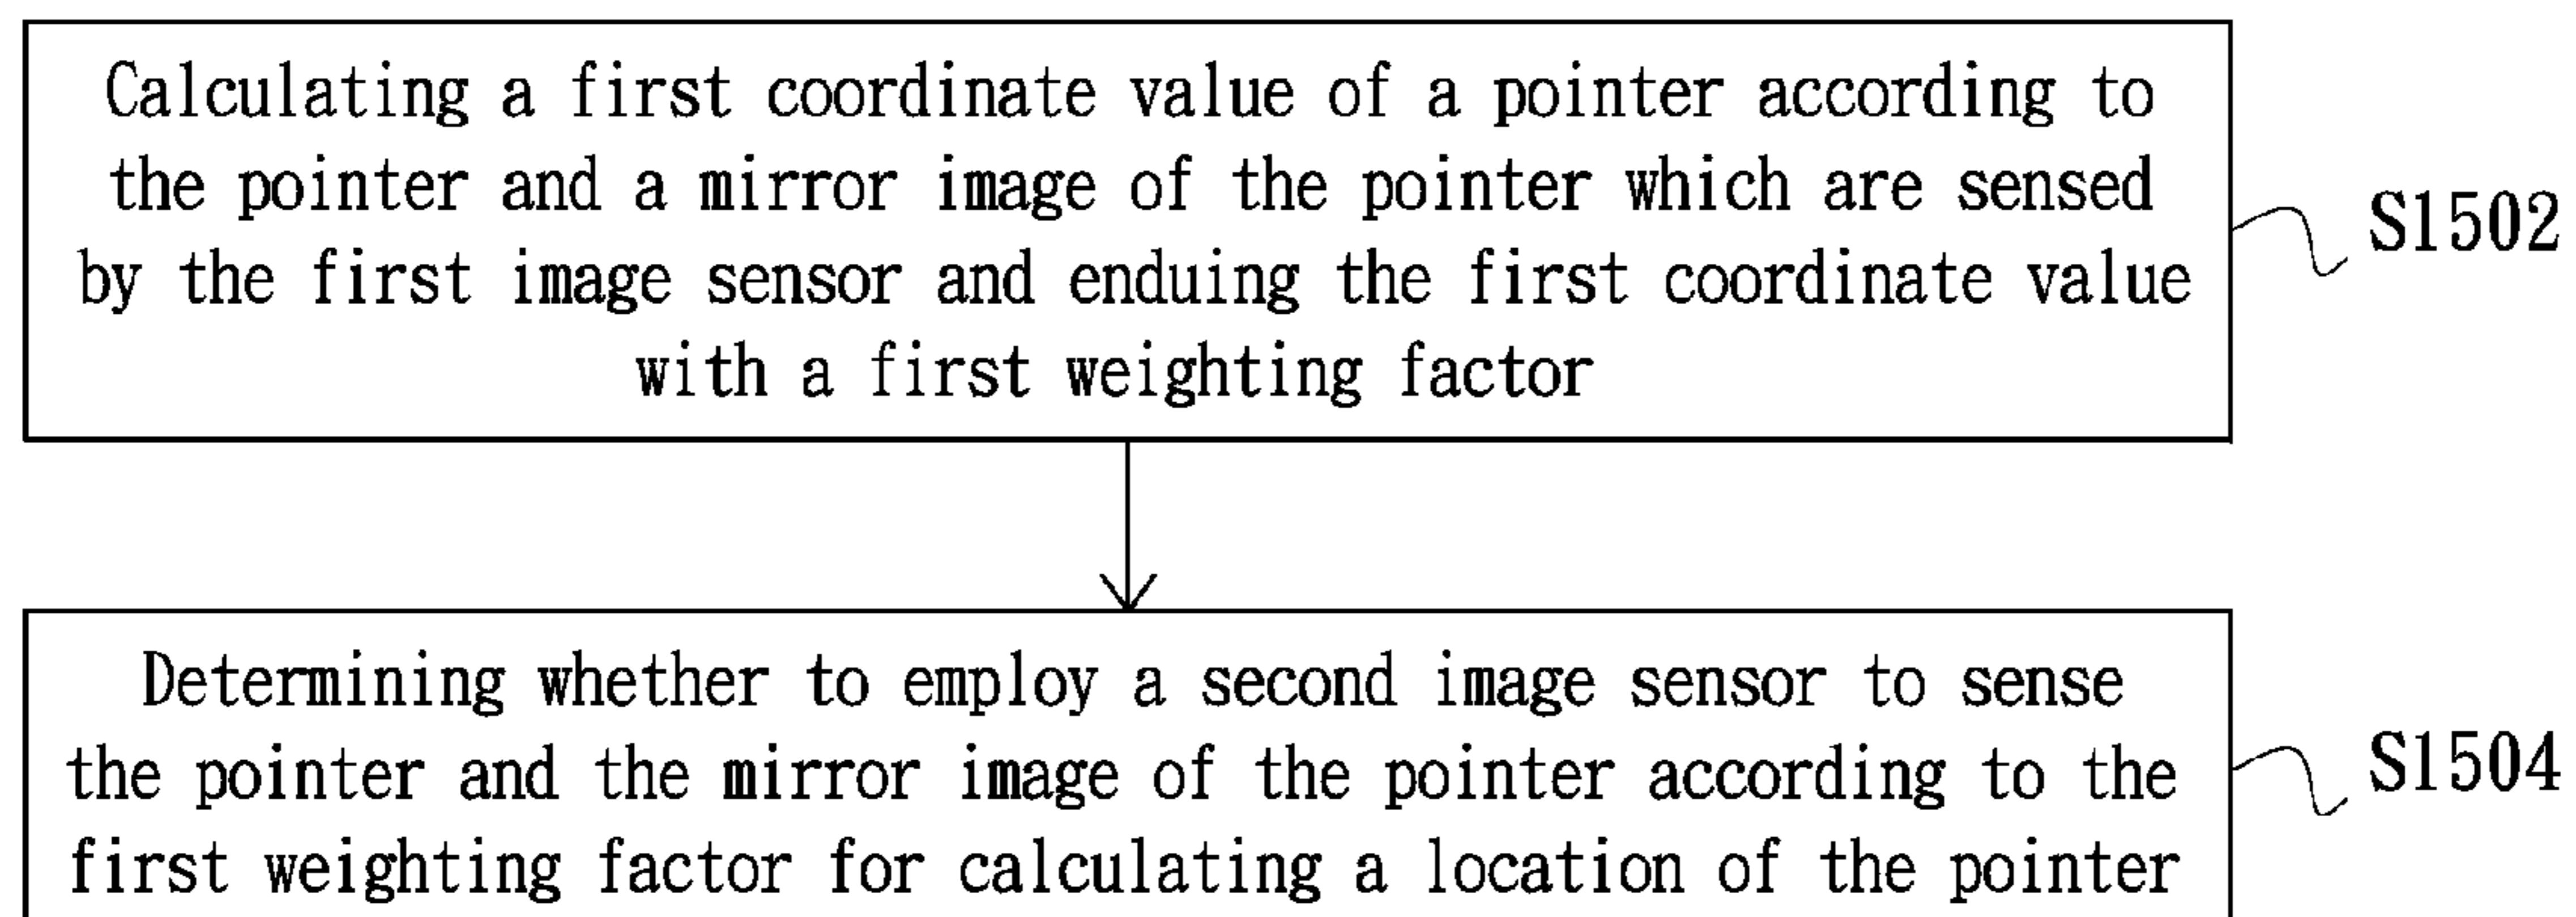 Calculating a first coordinate value of a pointer according to
the pointer and a mirror image of the pointer which are sensed
by the first image sensor and enduing the first coordinate value
with a first weighting factor
S1502
Determining whether to employ a second image sensor to sense
the pointer and the mirror image of the pointer according to the
first weighting factor for calculating a location of the pointer
S1504